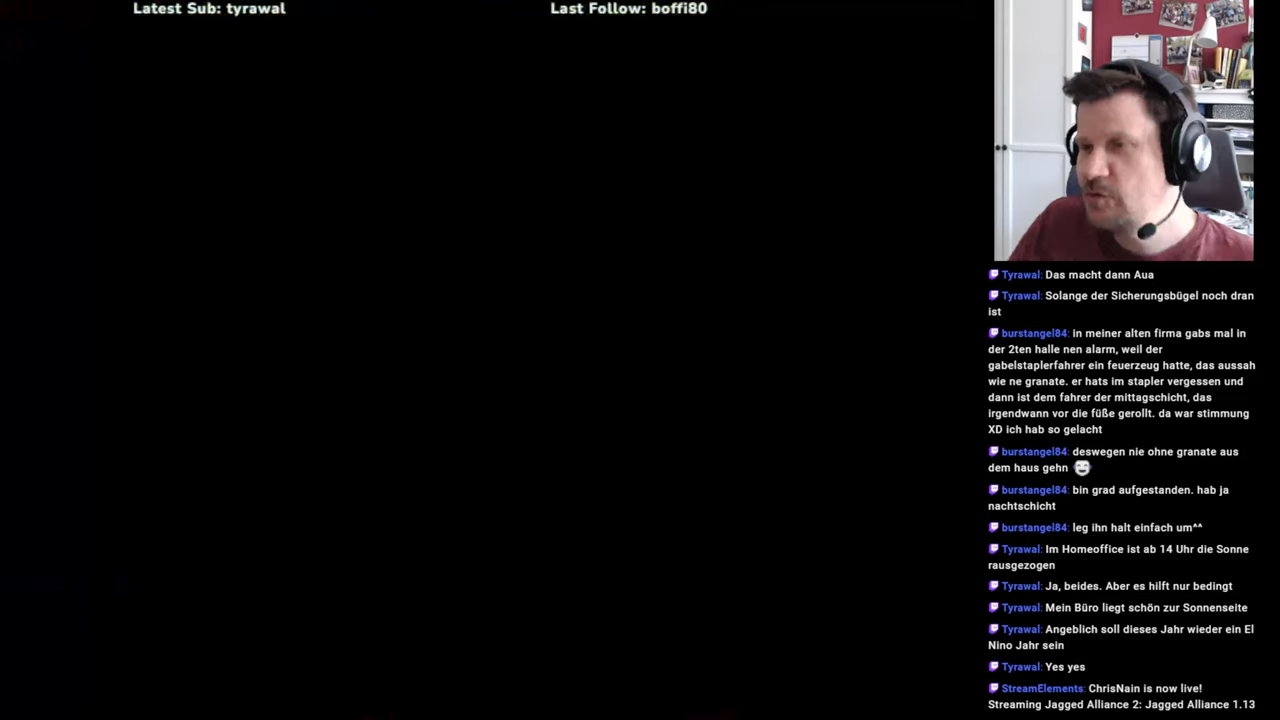 Latest Sub: tyrawal
Last Follow: boffi80
Tyrawal: Das macht dann Aua
Tyrawal: Solange der Sicherungsbügel noch dran
ist
burstangel84: in meiner alten firma gabs mal in
der 2ten halle nen alarm, weil der
gabelstaplerfahrer ein feuerzeug hatte, das aussah
wie ne granate. er hats im stapler vergessen und
dann ist dem fahrer der mittagschicht, das
irgendwann vor die füße gerollt. da war stimmung
XD ich hab so gelacht
burstangel84: deswegen nie ohne granate aus
dem haus gehn
burstangel84: bin grad aufgestanden. hab ja
nachtschicht
burstangel84: leg ihn halt einfach um^^
Tyrawal: Im Homeoffice ist ab 14 Uhr die Sonne
rausgezogen
Tyrawal: Ja, beides. Aber es hilft nur bedingt
Tyrawal: Mein Büro liegt schön zur Sonnenseite
Tyrawal: Angeblich soll dieses Jahr wieder ein El
Nino Jahr sein
Tyrawal: Yes yes
StreamElements: ChrisNain is now live!
Streaming Jagged Alliance 2: Jagged Alliance 1.13